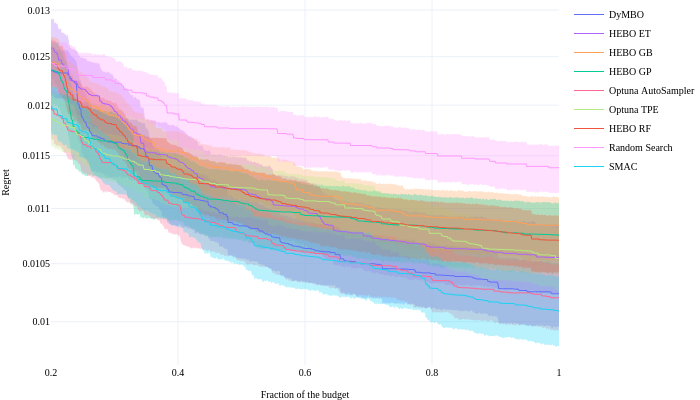 0.013
0.0125
0.012
0.0115
0.011
0.0105
0.01
Regret
0.2
0.4
0.6
0.8
1
Fraction of the budget
DyMBO
HEBO ET
HEBO GB
HEBO GP
Optuna AutoSampler
Optuna TPE
HEBO RF
Random Search
SMAC